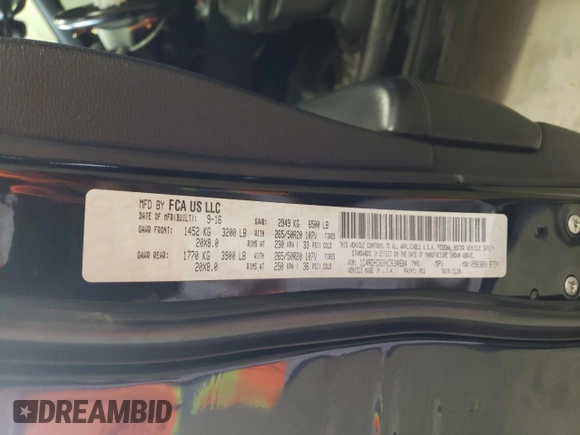 MFD BY FCA US LLC
DATE OF MFR(BUILT): 9-16 GVWR: 2949 KG 6500 LB
GAWR FRONT: 1452 KG 3200 LB WITH 265/50R20 107V TIRES
20X8.0 RIMS AT 230 KPA( 33 PSI) COLD
GAWR REAR: 1770 KG 3900 LB WITH 265/50R20 107V TIRES
20X8.0 RIMS AT 250 KPA( 36 PSI) COLD
THIS VEHICLE CONFORMS TO ALL APPLICABLE U.S.A. FEDERAL MOTOR VEHICLE SAFETY
STANDARDS IN EFFECT ON THE DATE OF MANUFACTURE SHOWN ABOVE
VIN: TYPE: MPV
VEHICLE MADE IN U.S.A. PAINT: TRIM:
DREAMBID